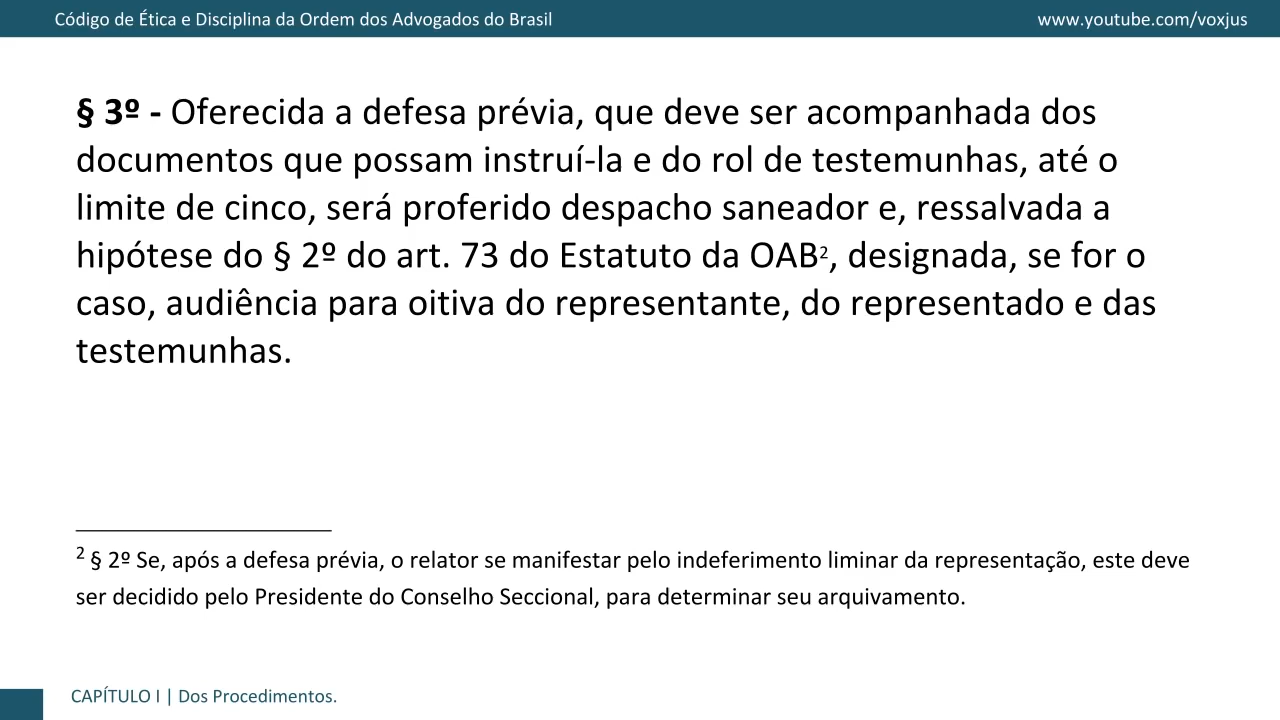 Código de Ética e Disciplina da Ordem dos Advogados do Brasil
www.youtube.com/voxjus
§ 3º - Oferecida a defesa prévia, que deve ser acompanhada dos
documentos que possam instruí-la e do rol de testemunhas, até o
limite de cinco, será proferido despacho saneador e, ressalvada a
hipótese do § 2º do art. 73 do Estatuto da OAB², designada, se for o
caso, audiência para oitiva do representante, do representado e das
testemunhas.
² § 2º Se, após a defesa prévia, o relator se manifestar pelo indeferimento liminar da representação, este deve
ser decidido pelo Presidente do Conselho Seccional, para determinar seu arquivamento.
CAPÍTULO I | Dos Procedimentos.